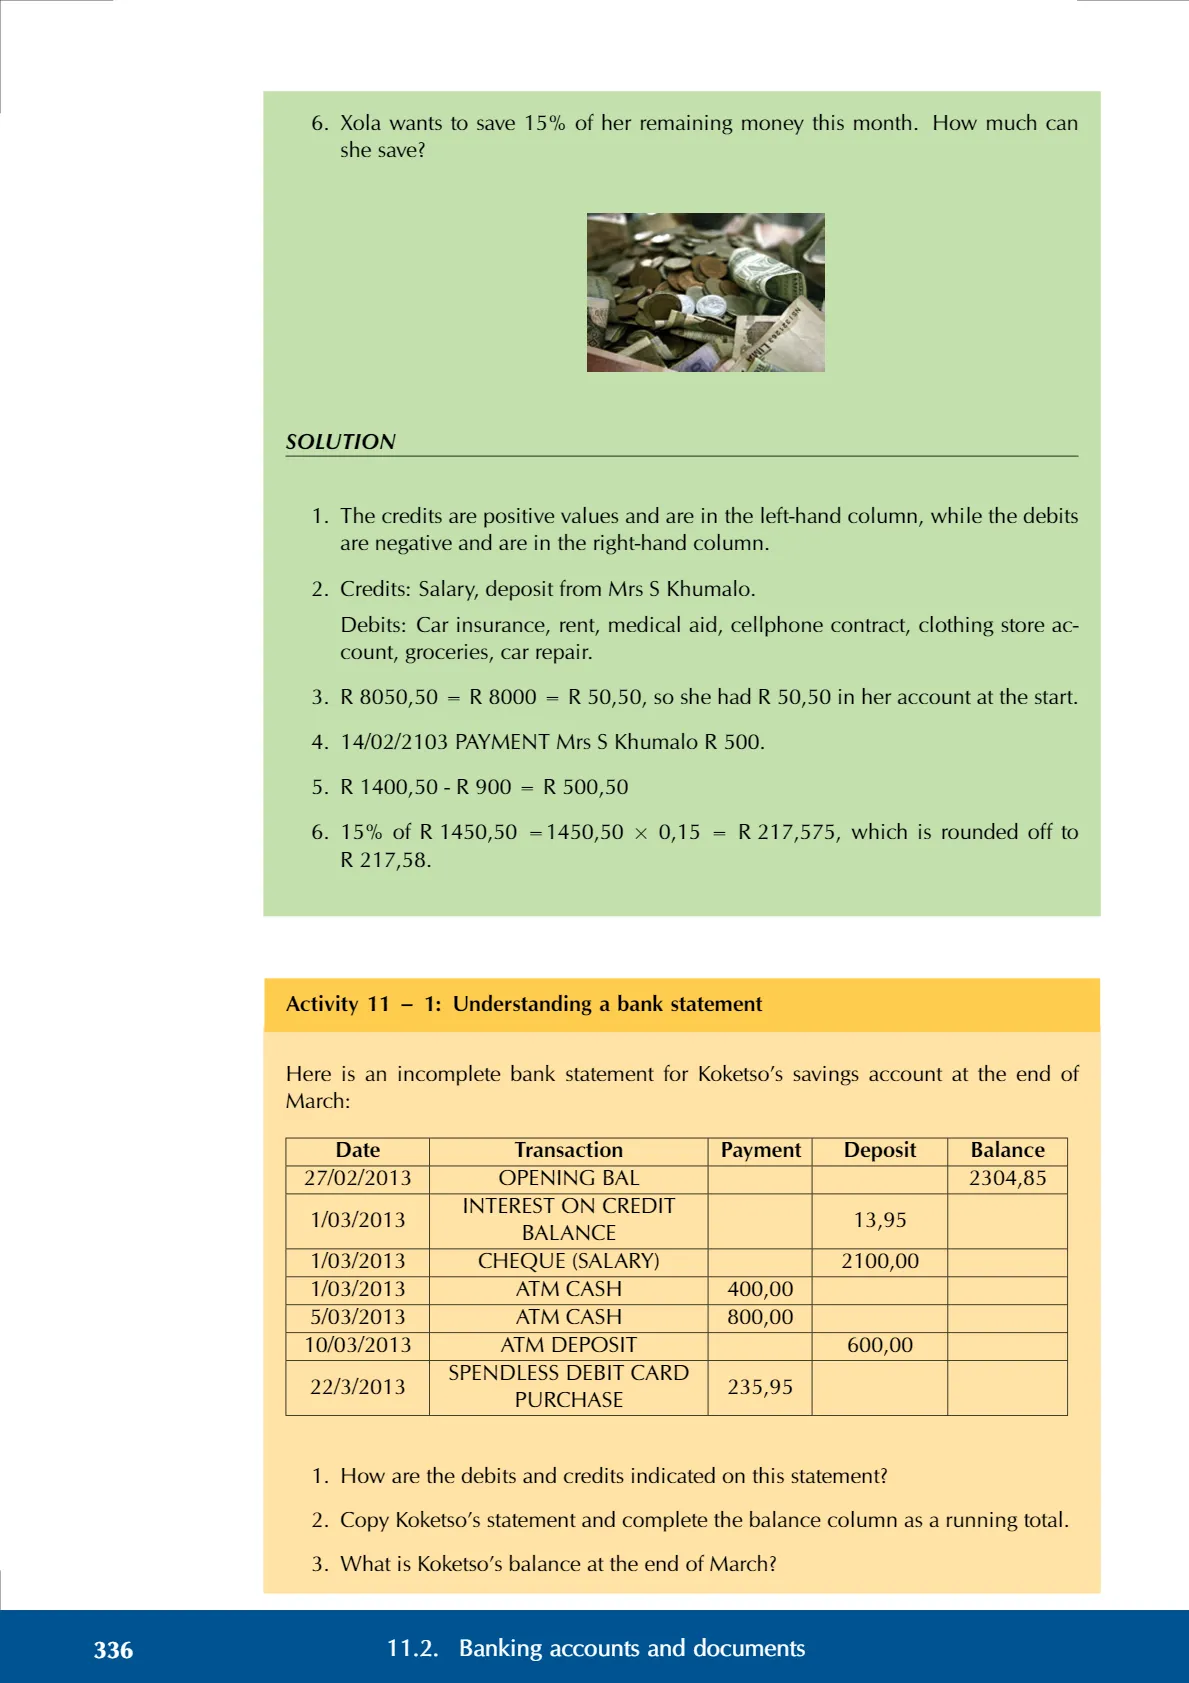 6. Xola wants to save 15% of her remaining money this month. How much can
she save?
SOLUTION
1. The credits are positive values and are in the left-hand column, while the debits
are negative and are in the right-hand column.
2. Credits: Salary, deposit from Mrs S Khumalo.
Debits: Car insurance, rent, medical aid, cellphone contract, clothing store ac-
count, groceries, car repair.
3. R 8050,50 = R 8000 = R 50,50, so she had R 50,50 in her account at the start.
4. 14/02/2103 PAYMENT Mrs S Khumalo R 500.
5. R 1400,50 - R 900 = R 500,50
6. 15% of R 1450,50 =1450,50 × 0,15 = R 217,575, which is rounded off to
R 217,58.
Activity 11 – 1: Understanding a bank statement
Here is an incomplete bank statement for Koketso’s savings account at the end of
March:
Date Transaction Payment Deposit Balance
27/02/2013 OPENING BAL 2304,85
INTEREST ON CREDIT
1/03/2013 13,95
BALANCE
1/03/2013 CHEQUE (SALARY) 2100,00
1/03/2013 ATM CASH 400,00
5/03/2013 ATM CASH 800,00
10/03/2013 ATM DEPOSIT 600,00
SPENDLESS DEBIT CARD
22/3/2013 235,95
PURCHASE
1. How are the debits and credits indicated on this statement?
2. Copy Koketso’s statement and complete the balance column as a running total.
3. What is Koketso’s balance at the end of March?
336 11.2. Banking accounts and documents